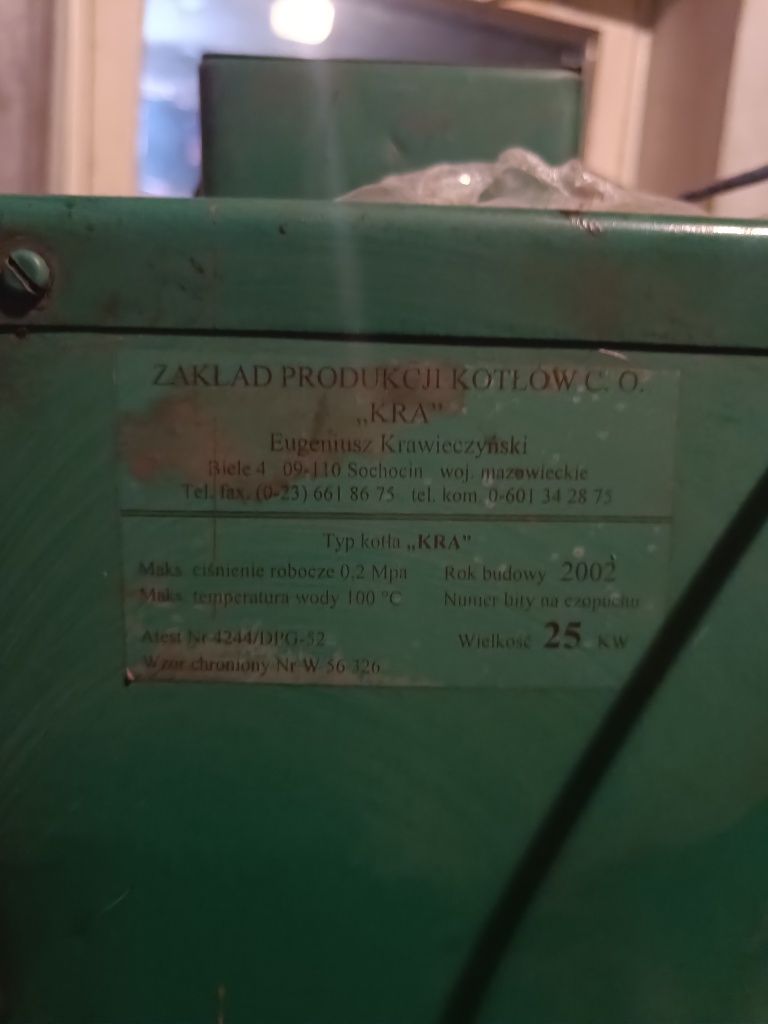 ZAKŁAD PRODUKCJI KOTŁÓW C. O.
„KRA”
Eugeniusz Krawieczyński
Biele 4 09-110 Sochocin woj. mazowieckie
Tel. fax. (0-23) 661 86 75 tel. kom. 0-601 34 28 75
Typ kotła „KRA”
Maks. ciśnienie robocze 0,2 Mpa Rok budowy 2002
Maks. temperatura wody 100 °C Numer bity na czopuchu
Atest Nr 4244/DPG-52 Wielkość 25 KW
Wzór chroniony Nr W 56 326